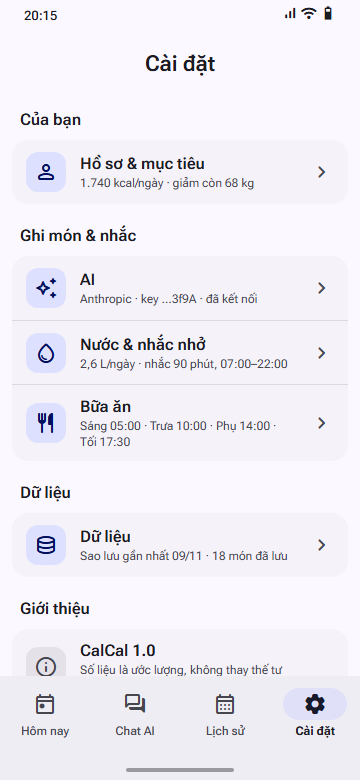 20:15
Cài đặt
Của bạn
Hồ sơ & mục tiêu
1.740 kcal/ngày · giảm còn 68 kg
Ghi món & nhắc
AI
Anthropic · key ...3f9A · đã kết nối
Nước & nhắc nhở
2,6 L/ngày · nhắc 90 phút, 07:00–22:00
Bữa ăn
Sáng 05:00 · Trưa 10:00 · Phụ 14:00 ·
Tối 17:30
Dữ liệu
Dữ liệu
Sao lưu gần nhất 09/11 · 18 món đã lưu
Giới thiệu
CalCal 1.0
Số liệu là ước lượng, không thay thế tư
Hôm nay
Chat AI
Lịch sử
Cài đặt